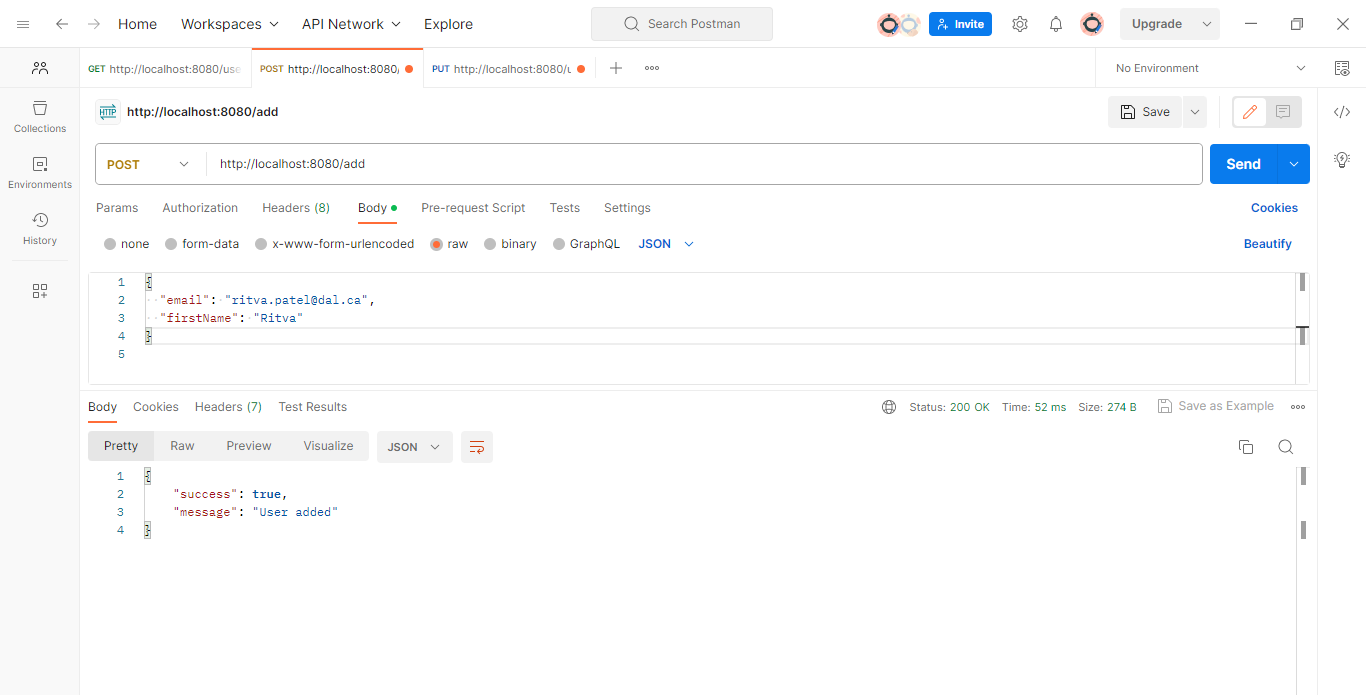 Home Workspaces API Network Explore Search Postman Invite Upgrade
GET http://localhost:8080/use POST http://localhost:8080/ PUT http://localhost:8080/u No Environment
HTTP http://localhost:8080/add Save
Collections
POST http://localhost:8080/add Send
Environments
Params Authorization Headers (8) Body Pre-request Script Tests Settings Cookies
History
none form-data x-www-form-urlencoded raw binary GraphQL JSON Beautify
1 {
2 "email": "ritva.patel@dal.ca",
3 "firstName": "Ritva"
4 }
5
Body Cookies Headers (7) Test Results Status: 200 OK Time: 52 ms Size: 274 B Save as Example
Pretty Raw Preview Visualize JSON
1 {
2 "success": true,
3 "message": "User added"
4 }